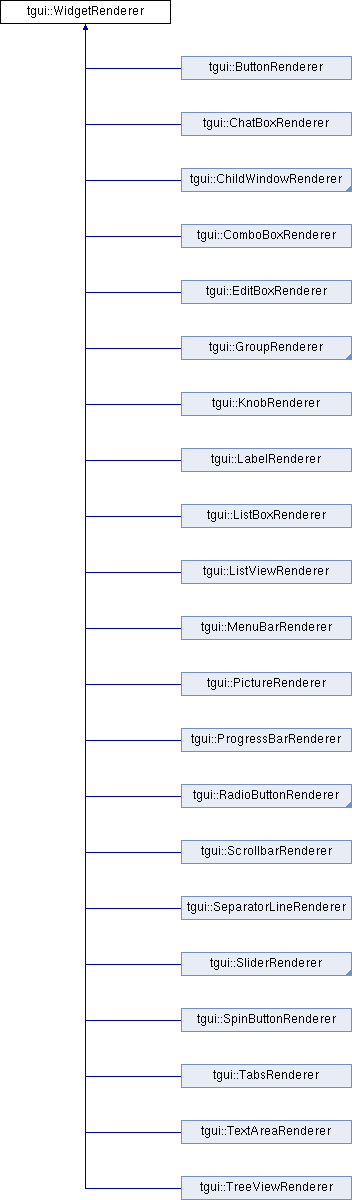 tgui::WidgetRenderer
tgui::ButtonRenderer
tgui::ChatBoxRenderer
tgui::ChildWindowRenderer
tgui::ComboBoxRenderer
tgui::EditBoxRenderer
tgui::GroupRenderer
tgui::KnobRenderer
tgui::LabelRenderer
tgui::ListBoxRenderer
tgui::ListViewRenderer
tgui::MenuBarRenderer
tgui::PictureRenderer
tgui::ProgressBarRenderer
tgui::RadioButtonRenderer
tgui::ScrollbarRenderer
tgui::SeparatorLineRenderer
tgui::SliderRenderer
tgui::SpinButtonRenderer
tgui::TabsRenderer
tgui::TextAreaRenderer
tgui::TreeViewRenderer